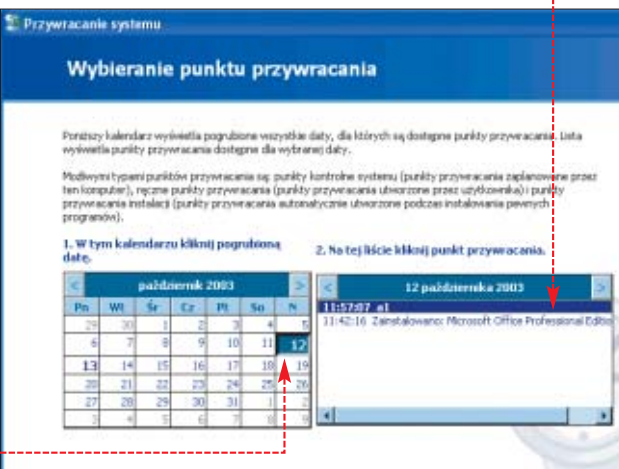 Przywracanie systemu
Wybieranie punktu przywracania
Poniższy kalendarz wyświetla pogrubione wszystkie daty, dla których są dostępne punkty przywracania. Lista
wyświetla punkty przywracania dostępne dla wybranej daty.
Możliwymi typami punktów przywracania są: punkty kontrolne systemu (punkty przywracania zaplanowane przez
ten komputer), ręczne punkty przywracania (punkty przywracania utworzone przez użytkownika) i punkty
przywracania instalacji (punkty przywracania automatycznie utworzone podczas instalowania pewnych
programów).
1. W tym kalendarzu kliknij pogrubioną
datę.
2. Na tej liście kliknij punkt przywracania.
< październik 2003 >
Pn Wt Śr Cz Pt So N
29 30 1 2 3 4 5
6 7 8 9 10 11 12
13 14 15 16 17 18 19
20 21 22 23 24 25 26
27 28 29 30 31 1 2
3 4 5 6 7 8 9
< 12 października 2003 >
11:57:07 a1
11:42:16 Zainstalowano: Microsoft Office Professional Editio